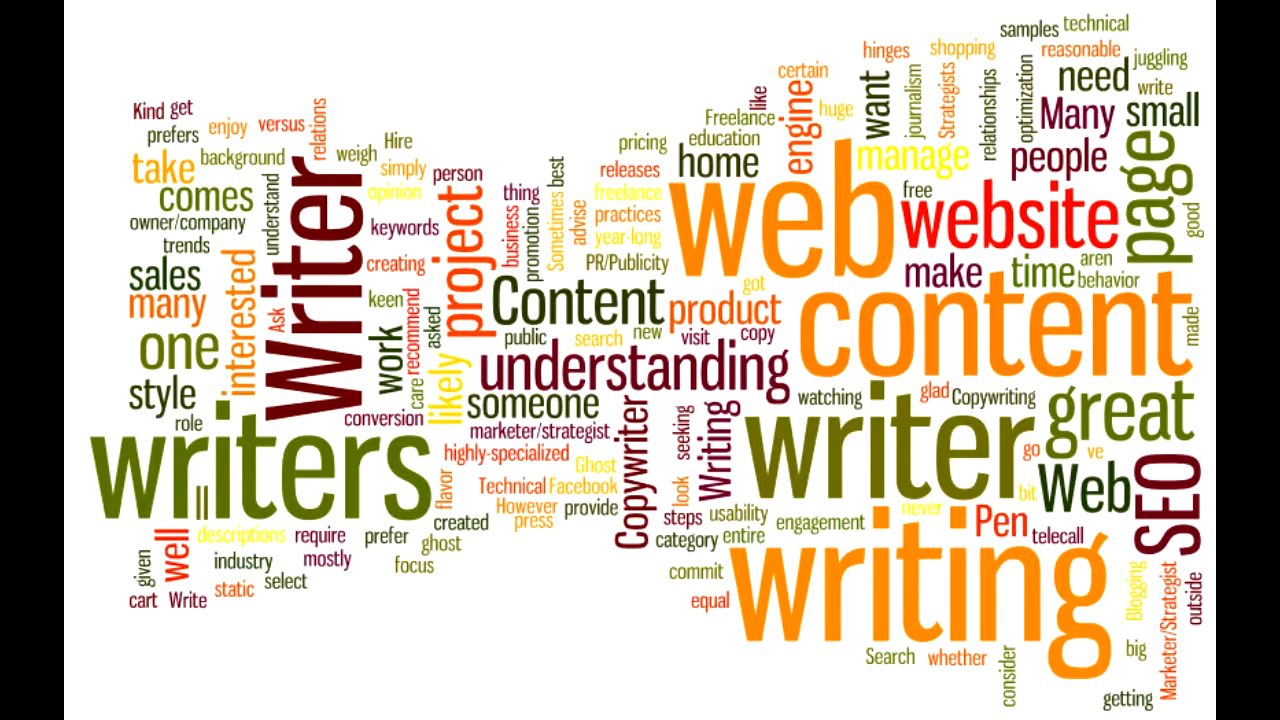 samples technical
hinges shopping reasonable juggling
certain need write
Kind get
prefers enjoy versus relations
Freelance like engine huge want journalism Strategists relationships optimization Many small
take background weigh Hire
pricing education
comes understand Writer simply person
releases home manage people page
owner/company opinion thing best
freelance web free website good
trends keywords project business promotion Sometimes advise practices
year-long
sales interested creating PR/Publicity make time aren
behavior
many Ask keen recommend asked Content product got content made
one work public search new visit copy
style care likely understanding
role conversion someone watching glad Copywriting great
writers marketer/strategist Copywriter seeking Writing writer go ve
highly-specialized Ghost Web SEO
flavor Technical Facebook look bit
However provide never
well descriptions require prefer created press steps usability engagement Pen telecall
given industry mostly ghost category entire writing
static select focus commit Blogging Marketer/Strategist outside
cart Write equal
Search whether consider big
getting